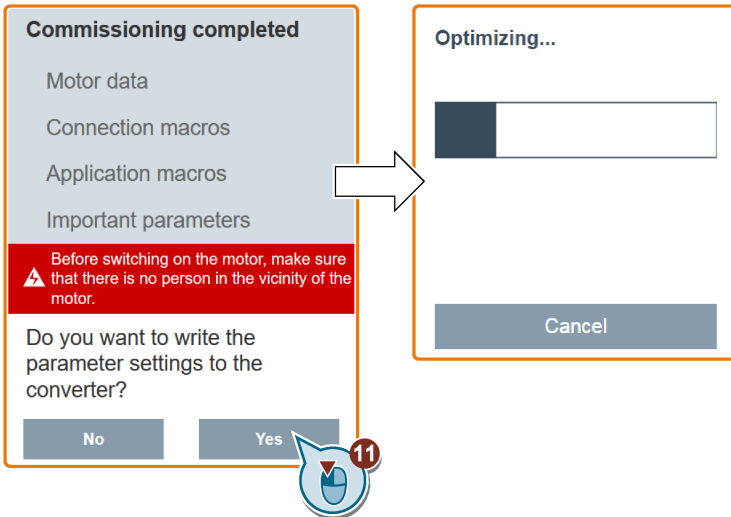 Commissioning completed
Motor data
Connection macros
Application macros
Important parameters
Before switching on the motor, make sure
that there is no person in the vicinity of the
motor.
Do you want to write the
parameter settings to the
converter?
No
Yes
11
Optimizing...
Cancel